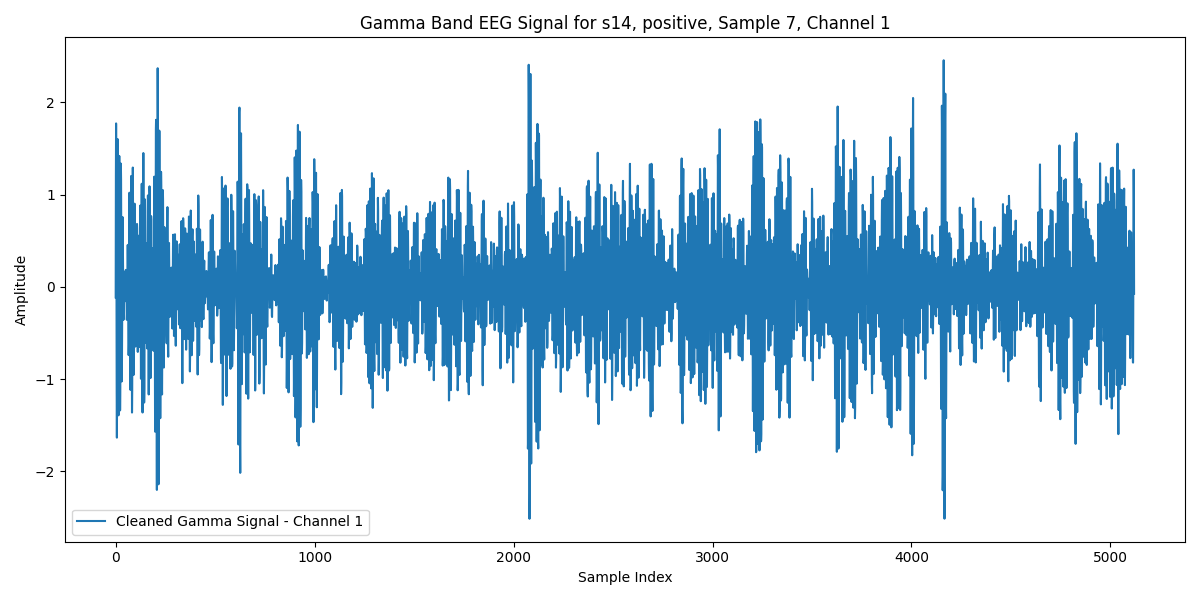 Gamma Band EEG Signal for s14, positive, Sample 7, Channel 1
Amplitude
2
1
0
−1
−2
Cleaned Gamma Signal - Channel 1
0 1000 2000 3000 4000 5000
Sample Index